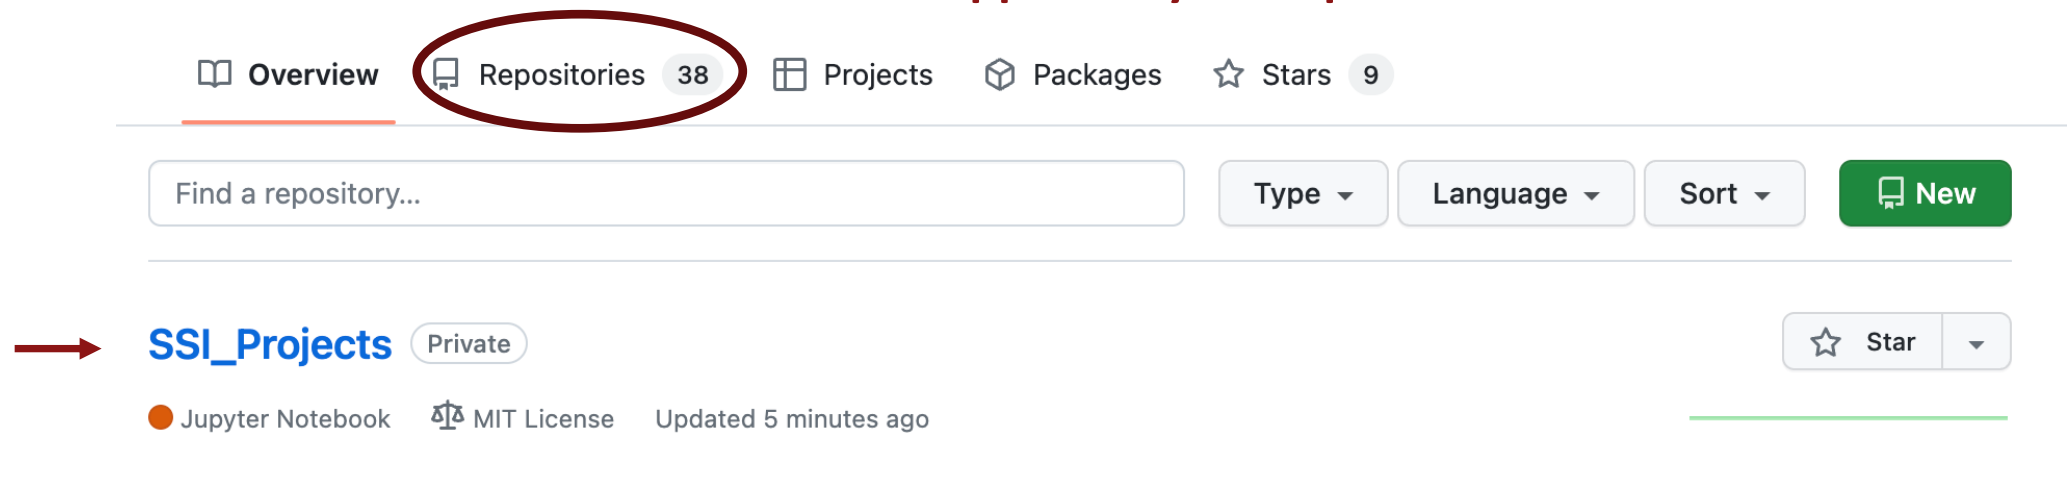 Overview Repositories 38 Projects Packages Stars 9
Find a repository... Type Language Sort New
SSI_Projects Private Star
Jupyter Notebook MIT License Updated 5 minutes ago